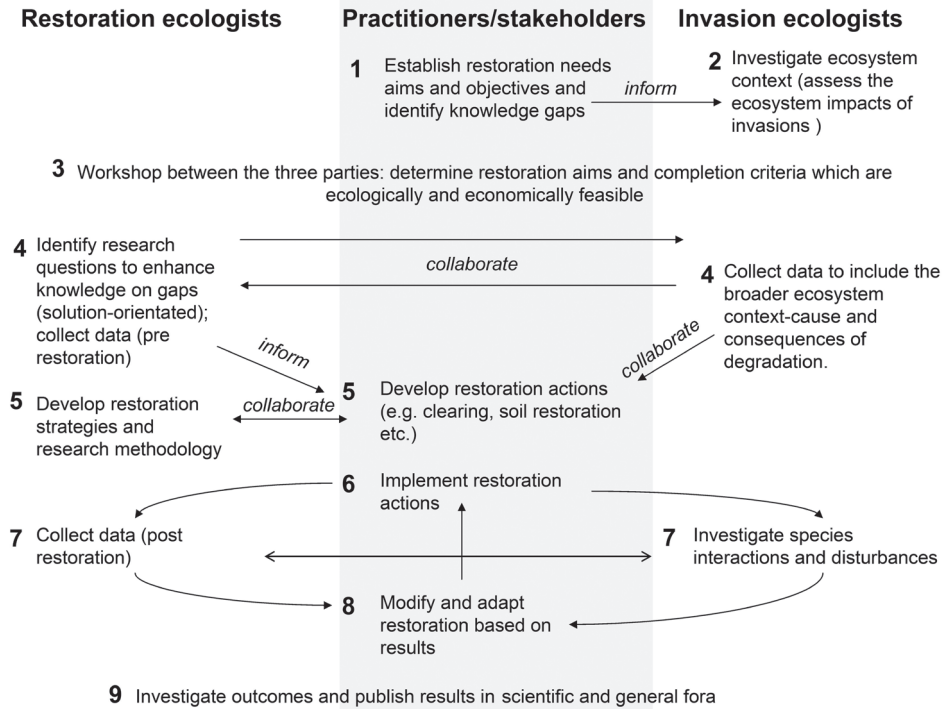 Restoration ecologists
Practitioners/stakeholders
Invasion ecologists
1 Establish restoration needs
aims and objectives and
identify knowledge gaps
inform
2 Investigate ecosystem
context (assess the
ecosystem impacts of
invasions )
3 Workshop between the three parties: determine restoration aims and completion criteria which are
ecologically and economically feasible
4 Identify research
questions to enhance
knowledge on gaps
(solution-orientated);
collect data (pre
restoration)
collaborate
4 Collect data to include the
broader ecosystem
context-cause and
consequences of
degradation.
inform
collaborate
5 Develop restoration
strategies and
research methodology
collaborate
5 Develop restoration actions
(e.g. clearing, soil restoration
etc.)
6 Implement restoration
actions
7 Collect data (post
restoration)
7 Investigate species
interactions and disturbances
8 Modify and adapt
restoration based on
results
9 Investigate outcomes and publish results in scientific and general fora